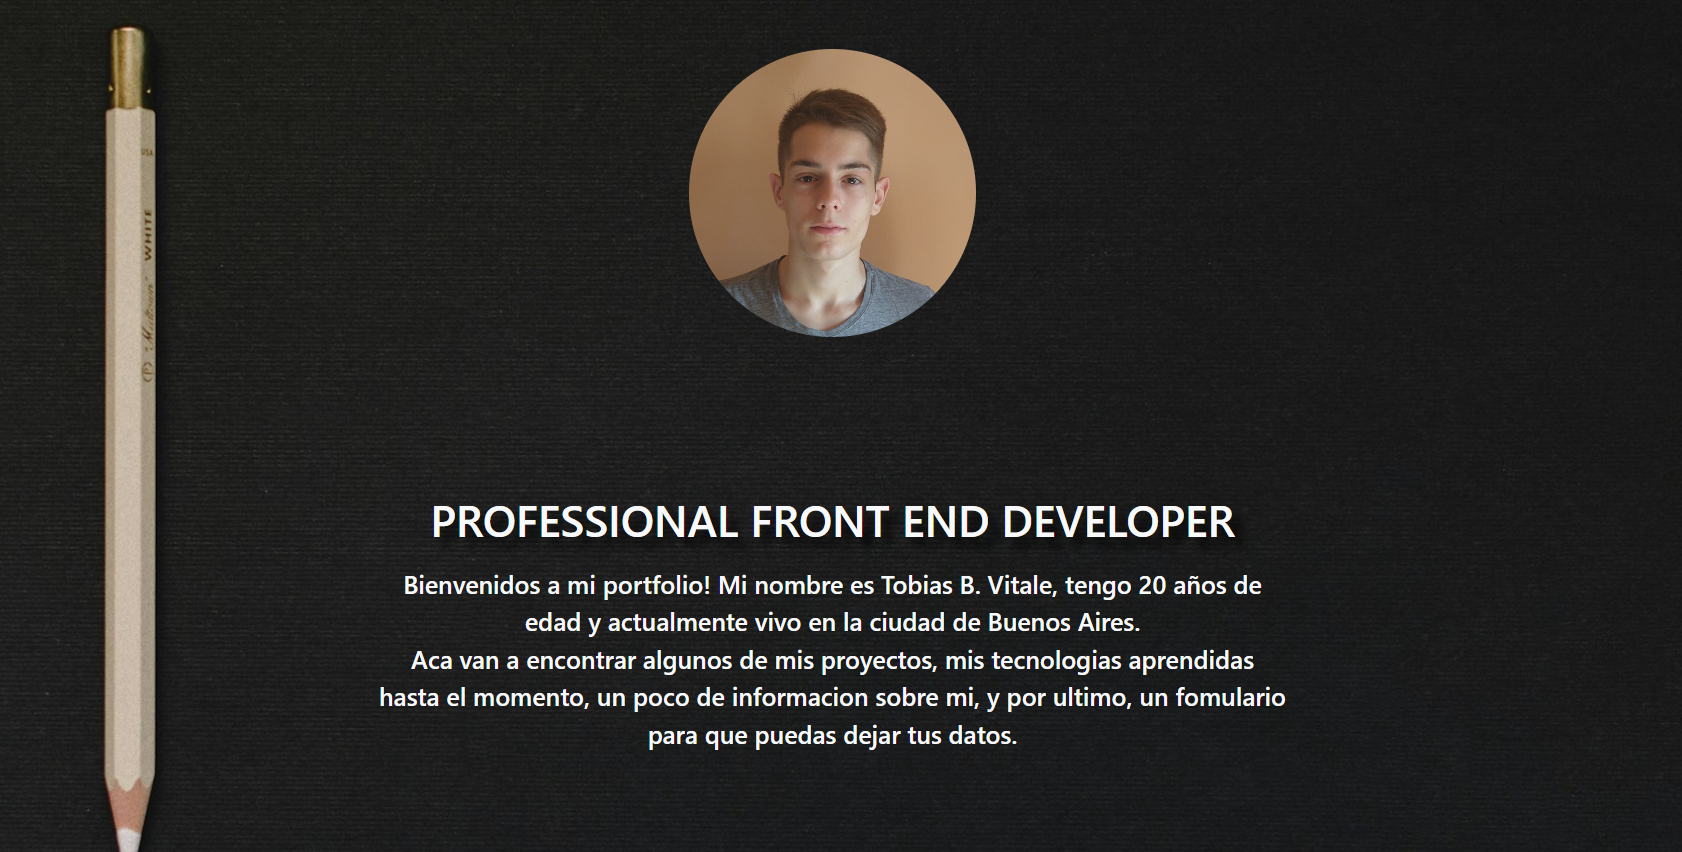 USA
WHITE
PROFESSIONAL FRONT END DEVELOPER
Bienvenidos a mi portfolio! Mi nombre es Tobias B. Vitale, tengo 20 años de
edad y actualmente vivo en la ciudad de Buenos Aires.
Aca van a encontrar algunos de mis proyectos, mis tecnologias aprendidas
hasta el momento, un poco de informacion sobre mi, y por ultimo, un fomulario
para que puedas dejar tus datos.